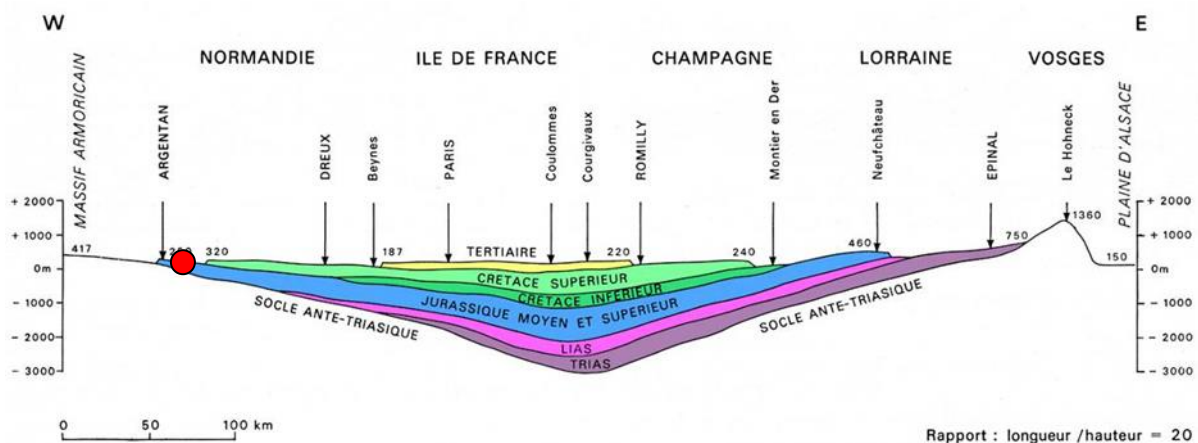 W E
NORMANDIE ILE DE FRANCE CHAMPAGNE LORRAINE VOSGES
MASSIF ARMORICAIN
ARGENTAN
DREUX
Beynes
PARIS
Coulommes
Courgivaux
ROMILLY
Montier en Der
Neufchâteau
EPINAL
Le Hohneck
PLAINE D'ALSACE
+ 2000 + 2000
+ 1000 1360 + 1000
417 320 187 TERTIAIRE 220 240 460 750 150
0m 0m
CRETACE SUPERIEUR
CRETACE INFERIEUR
- 1000 JURASSIQUE MOYEN ET SUPERIEUR - 1000
SOCLE ANTE-TRIASIQUE SOCLE ANTE-TRIASIQUE
- 2000 - 2000
LIAS
TRIAS
- 3000 - 3000
0 50 100 km
Rapport : longueur /hauteur = 20